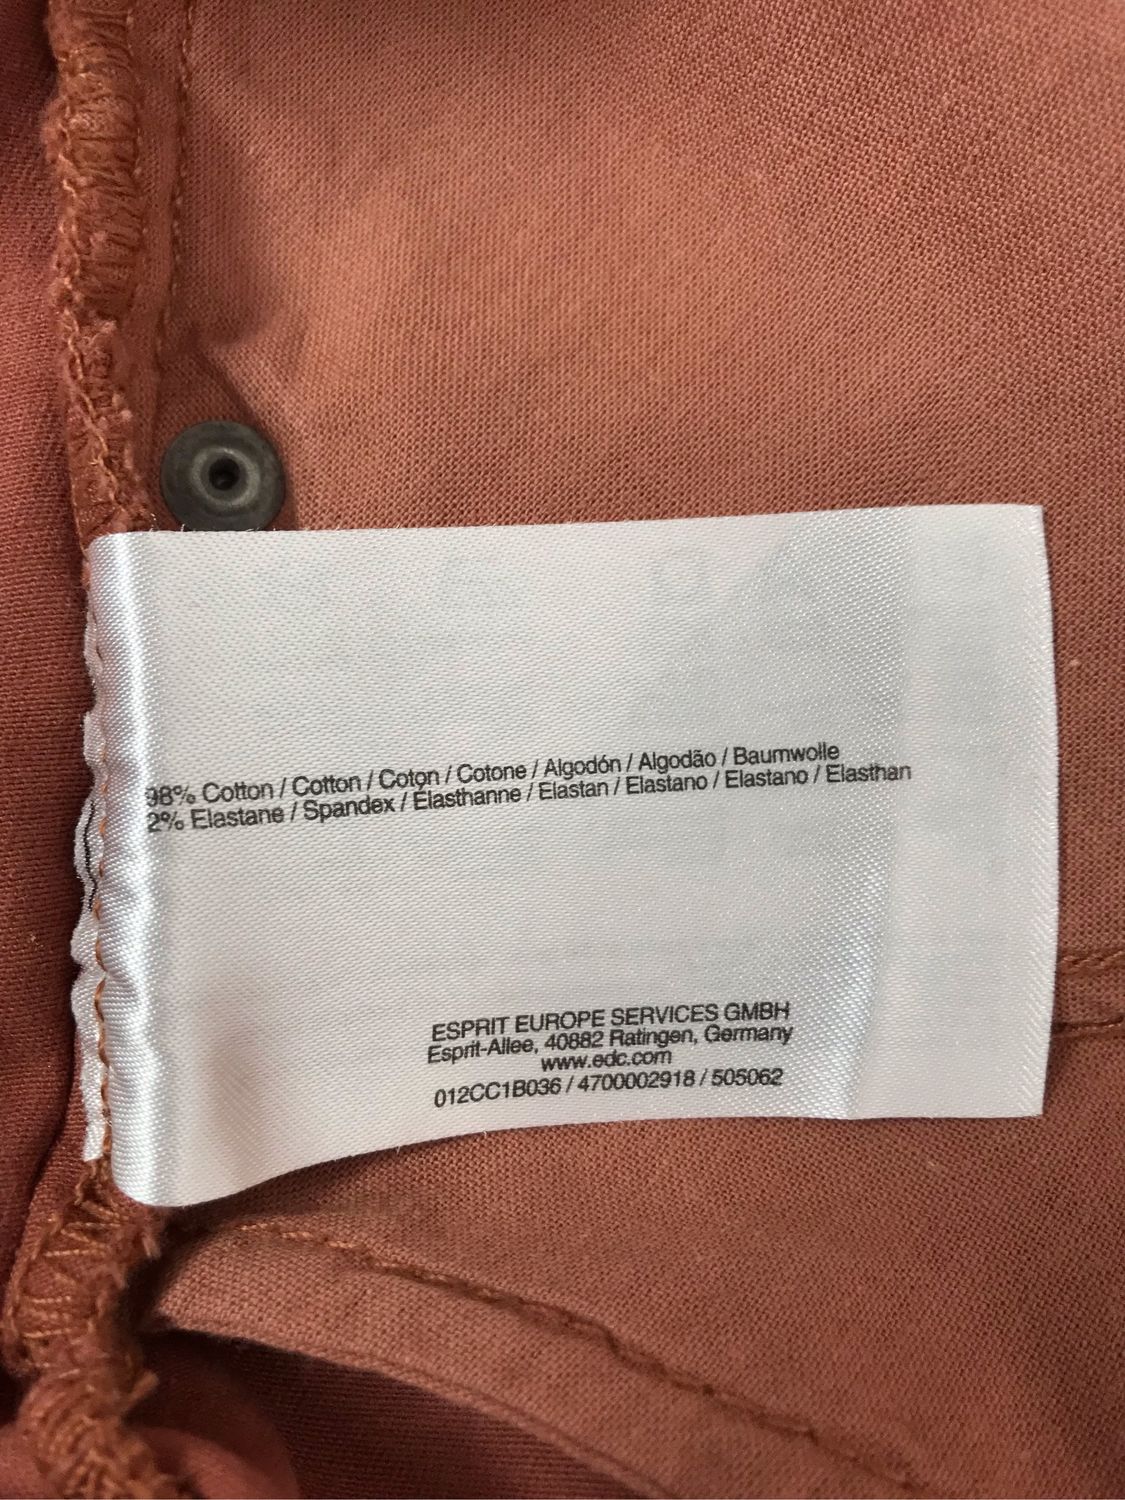 98% Cotton / Cotton / Coton / Cotone / Algodón / Algodão / Baumwolle
2% Elastane / Spandex / Élasthanne / Elastan / Elastano / Elastano / Elasthan
ESPRIT EUROPE SERVICES GMBH
Esprit-Allee, 40882 Ratingen, Germany
www.edc.com
012CC1B036 / 4700002918 / 505062